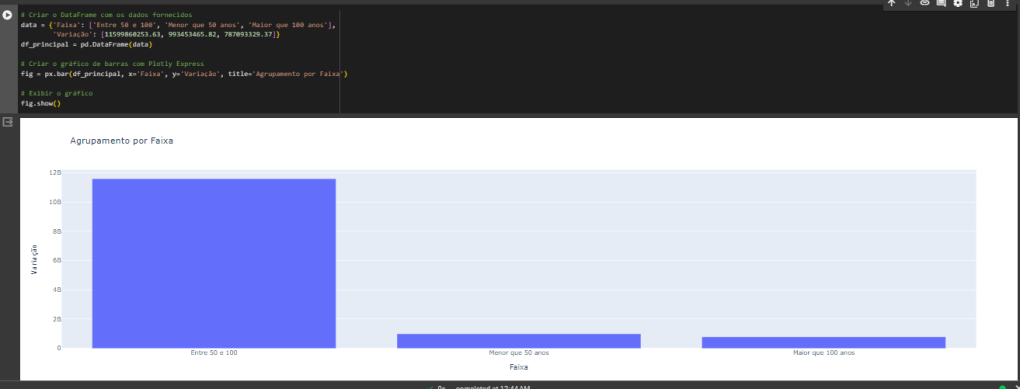 # Criar o DataFrame com os dados fornecidos
data = {'Faixa': ['Entre 50 e 100', 'Menor que 50 anos', 'Maior que 100 anos'],
'Variação': [11599860253.63, 993453465.82, 787093329.37]}
df_principal = pd.DataFrame(data)
# Criar o gráfico de barras com Plotly Express
fig = px.bar(df_principal, x='Faixa', y='Variação', title='Agrupamento por Faixa')
# Exibir o gráfico
fig.show()
Agrupamento por Faixa
12B
10B
8B
6B
4B
2B
0
Variação
Entre 50 e 100
Menor que 50 anos
Maior que 100 anos
Faixa
0s completed at 12:44 AM